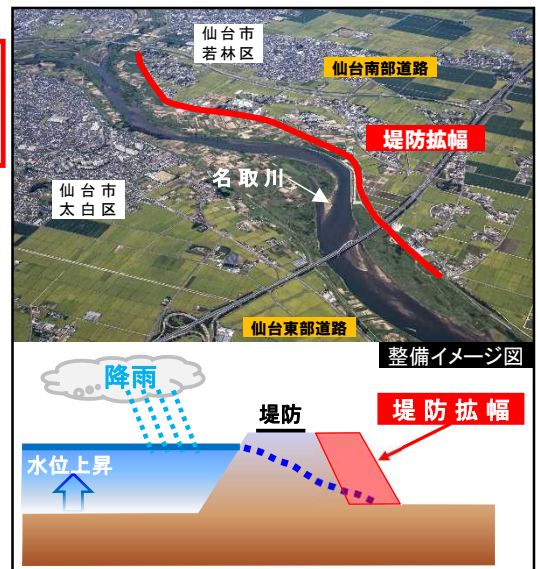 仙台市
若林区
仙台南部道路
堤防拡幅
名取川
仙台市
太白区
仙台東部道路
整備イメージ図
降雨
堤防
堤防拡幅
水位上昇